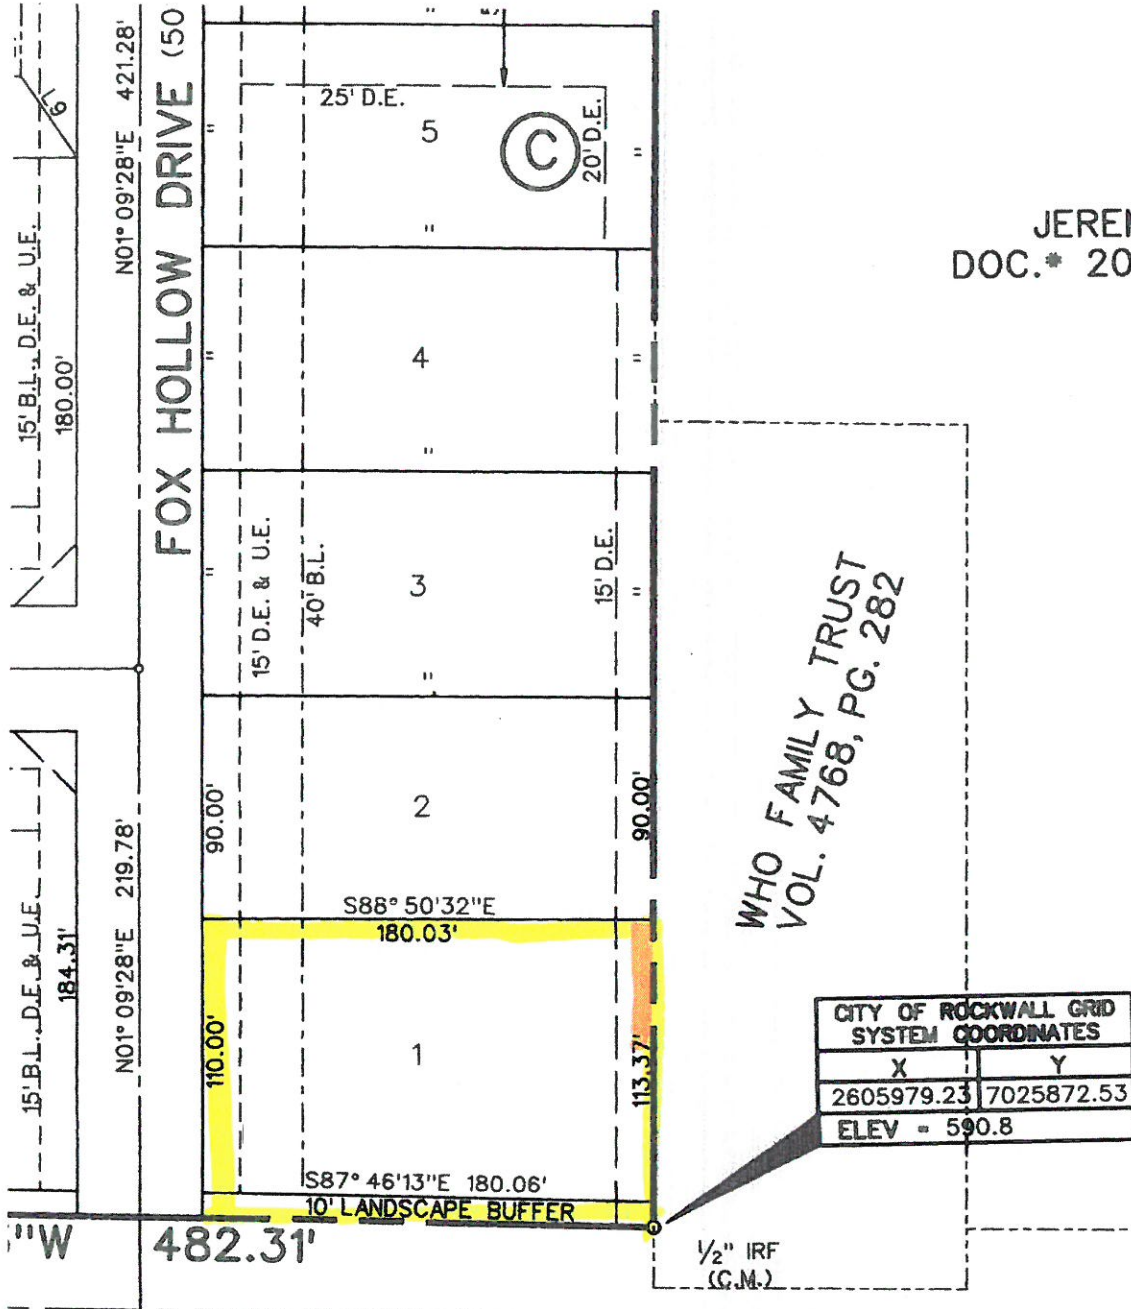 L6
15' B.L., D.E. & U.E.
180.00'
N01° 09'28"E 421.28'
FOX HOLLOW DRIVE (50
25' D.E.
5
C
20' D.E.
"
"
"
"
JEREM
DOC.# 20
"
4
"
"
15' D.E. & U.E.
40' B.L.
"
3
15' D.E.
"
"
WHO FAMILY TRUST
VOL. 4768, PG. 282
90.00'
2
90.00'
S88° 50'32"E
180.03'
15' B.L., D.E. & U.E.
184.31'
N01° 09'28"E 219.78'
110.00'
1
113.37'
CITY OF ROCKWALL GRID
SYSTEM COORDINATES
X Y
2605979.23 7025872.53
ELEV = 590.8
S87° 46'13"E 180.06'
10' LANDSCAPE BUFFER
"W 482.31'
1/2" IRF
(C.M.)